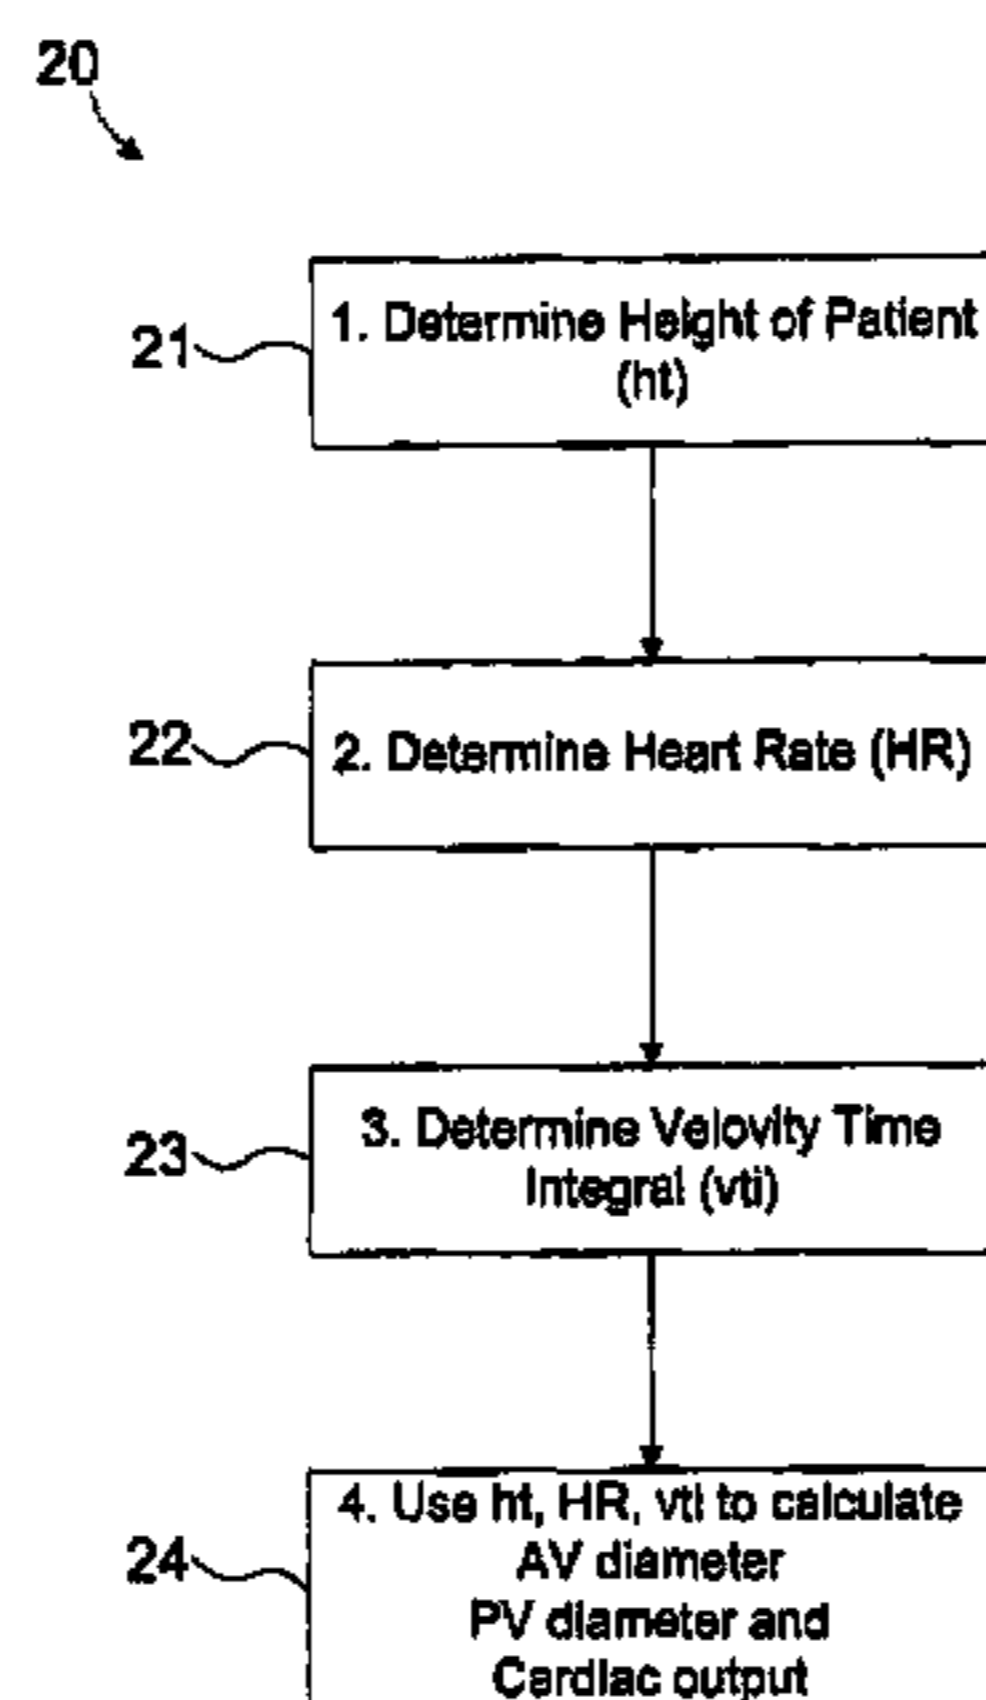 20
21
1. Determine Height of Patient
(ht)
22
2. Determine Heart Rate (HR)
23
3. Determine Velovity Time
Integral (vti)
24
4. Use ht, HR, vti to calculate
AV diameter
PV diameter and
Cardiac output